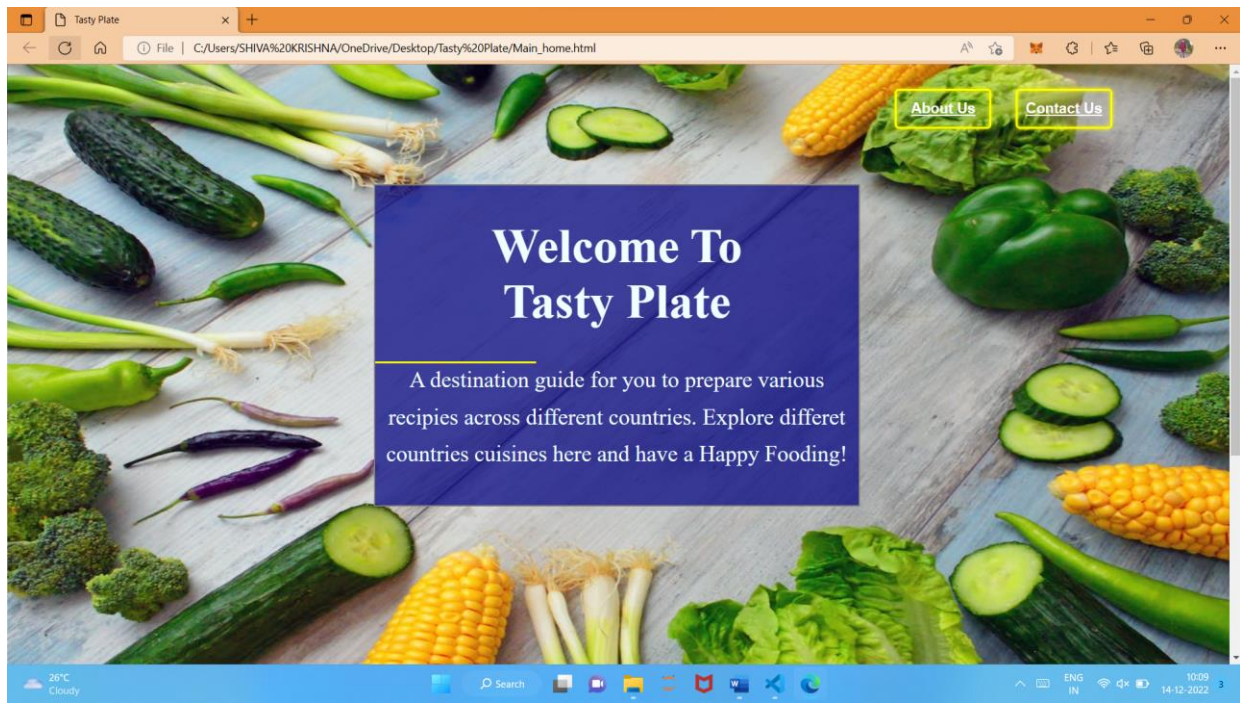 Tasty Plate
File | C:/Users/SHIVA%20KRISHNA/OneDrive/Desktop/Tasty%20Plate/Main_home.html
About Us Contact Us
Welcome To
Tasty Plate
A destination guide for you to prepare various
recipies across different countries. Explore differet
countries cuisines here and have a Happy Fooding!
26°C
Cloudy
Search
ENG
IN
10:09
14-12-2022
3